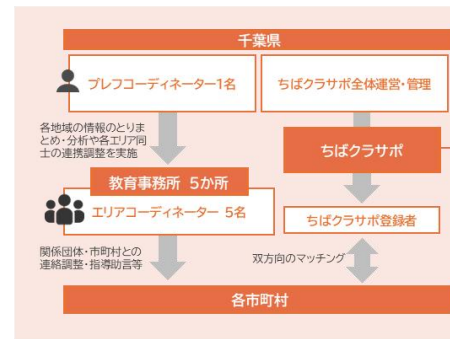 千葉県
プレフコーディネーター1名
ちばクラサポ全体運営・管理
各地域の情報のとりま
とめ・分析や各エリア同
士の連携調整を実施
ちばクラサポ
教育事務所 5か所
エリアコーディネーター 5名
ちばクラサポ登録者
関係団体・市町村との
連絡調整・指導助言等
双方向のマッチング
各市町村